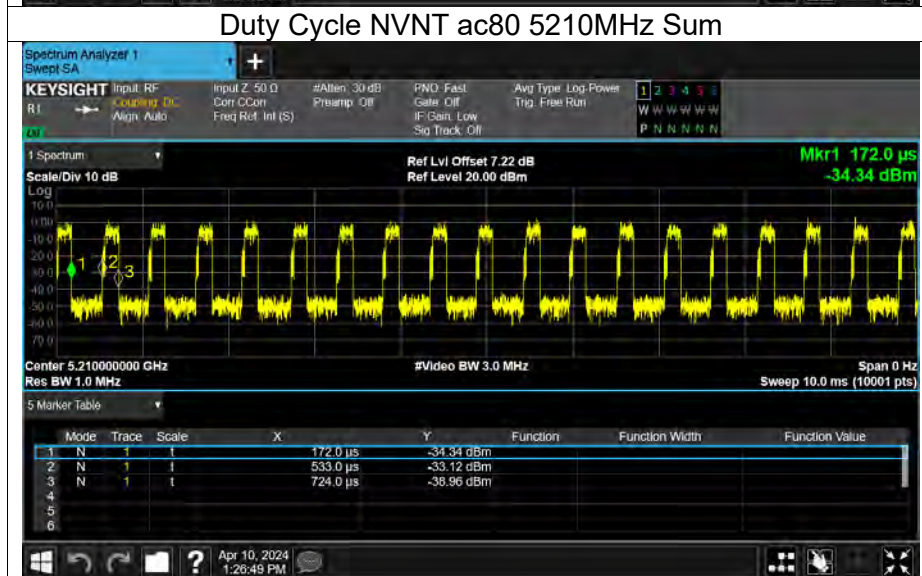 Duty Cycle NVNT ac80 5210MHz Sum
Spectrum Analyzer 1
Swept SA
+
KEYSIGHT Input: RF Input Z: 50 Ω #Atten: 30 dB PNO: Fast Avg Type: Log-Power 1 2 3 4 5 6
Coupling: DC Corr CCorr Preamp: Off Gate: Off Trig: Free Run W W W W W W
Align: Auto Freq Ref: Int (S) IF Gain: Low
Sig Track: Off P N N N N N
1 Spectrum
Ref Lvl Offset 7.22 dB Mkr1 172.0 µs
Scale/Div 10 dB Ref Level 20.00 dBm -34.34 dBm
Log
10.0
0.00
-10.0
-20.0
-30.0
-40.0
-50.0
-60.0
-70.0
1 2 3
Center 5.210000000 GHz #Video BW 3.0 MHz Span 0 Hz
Res BW 1.0 MHz Sweep 10.0 ms (10001 pts)
5 Marker Table
Mode Trace Scale X Y Function Function Width Function Value
1 N 1 t 172.0 µs -34.34 dBm
2 N 1 t 533.0 µs -33.12 dBm
3 N 1 t 724.0 µs -38.96 dBm
4
5
6
? Apr 10, 2024
1:26:49 PM